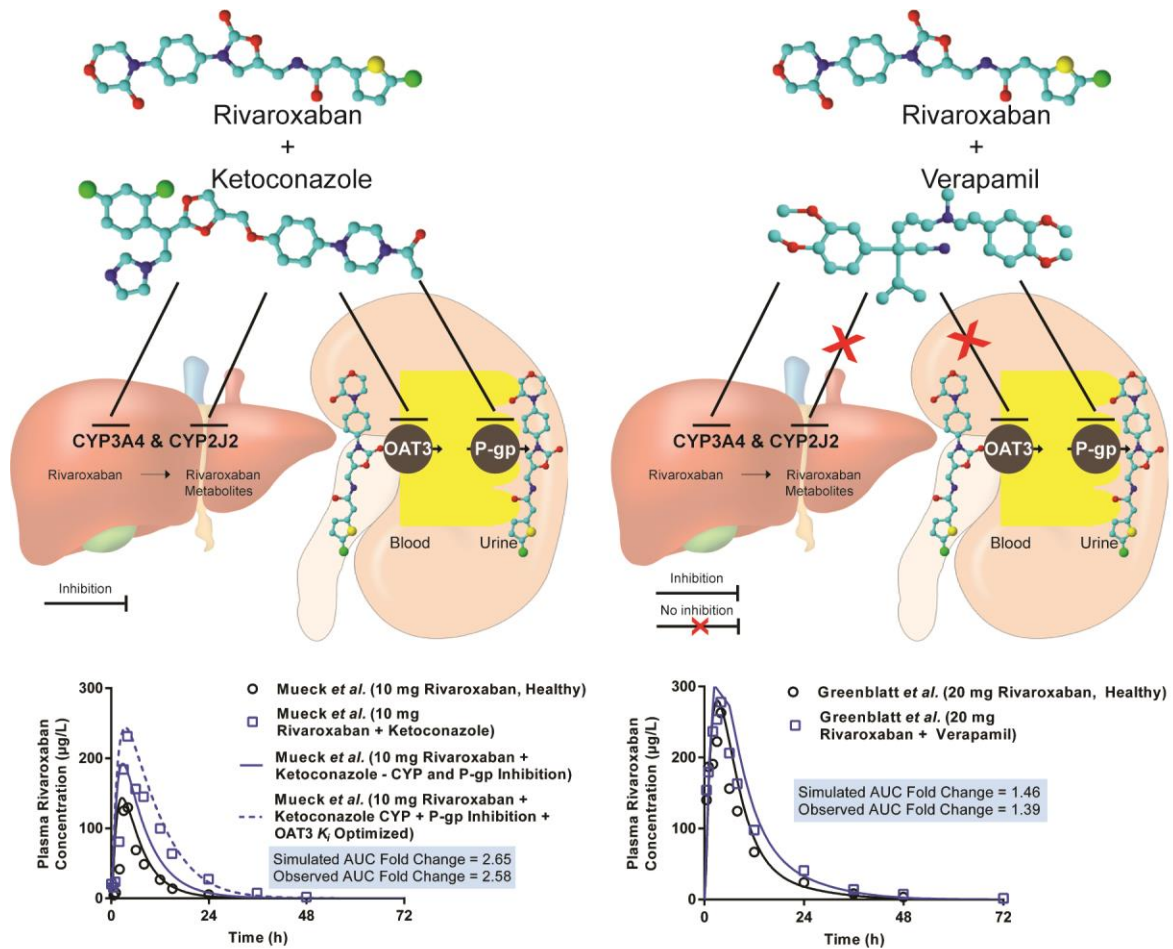 Rivaroxaban
+
Ketoconazole
CYP3A4 & CYP2J2
Rivaroxaban
Rivaroxaban
Metabolites
OAT3
P-gp
Blood
Urine
Inhibition
Rivaroxaban
+
Verapamil
CYP3A4 & CYP2J2
Rivaroxaban
Rivaroxaban
Metabolites
OAT3
P-gp
Blood
Urine
Inhibition
No inhibition
Plasma Rivaroxaban
Concentration (µg/L)
300
200
100
0
0
24
48
72
Time (h)
Mueck et al. (10 mg Rivaroxaban, Healthy)
Mueck et al. (10 mg
Rivaroxaban + Ketoconazole)
Mueck et al. (10 mg Rivaroxaban +
Ketoconazole - CYP and P-gp Inhibition)
Mueck et al. (10 mg Rivaroxaban +
Ketoconazole CYP + P-gp Inhibition +
OAT3 Ki Optimized)
Simulated AUC Fold Change = 2.65
Observed AUC Fold Change = 2.58
Plasma Rivaroxaban
Concentration (µg/L)
300
200
100
0
0
24
48
72
Time (h)
Greenblatt et al. (20 mg Rivaroxaban, Healthy)
Greenblatt et al. (20 mg
Rivaroxaban + Verapamil)
Simulated AUC Fold Change = 1.46
Observed AUC Fold Change = 1.39